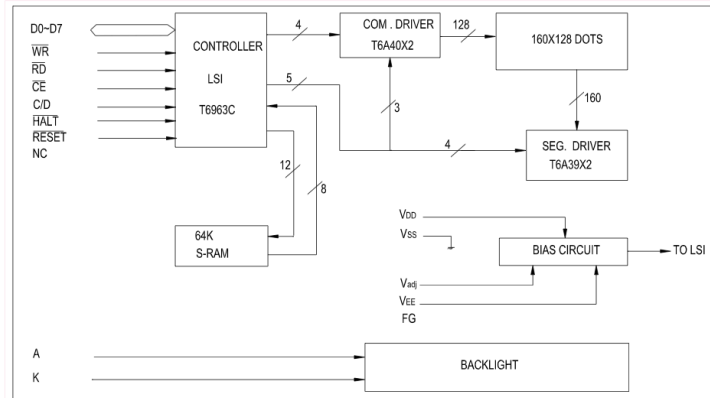 D0~D7
WR
RD
CE
C/D
HALT
RESET
NC
CONTROLLER
LSI
T6963C
4
5
12
8
64K
S-RAM
COM . DRIVER
T6A40X2
128
3
4
160X128 DOTS
160
SEG. DRIVER
T6A39X2
VDD
VSS
Vadj
VEE
FG
BIAS CIRCUIT
TO LSI
A
K
BACKLIGHT